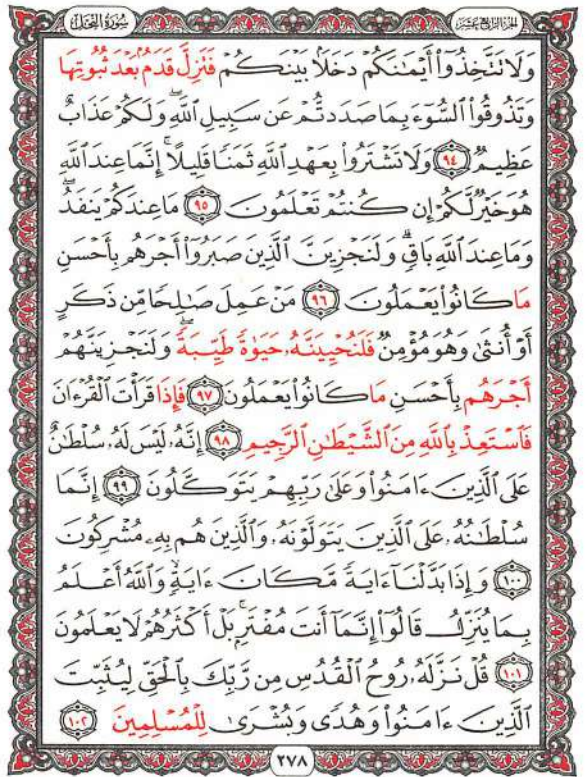 الجزء الرابع عشر
سورة النحل
وَلَا تَتَّخِذُوٓا۟ أَيْمَٰنَكُمْ دَخَلًۢا بَيْنَكُمْ فَتَزِلَّ قَدَمٌۢ بَعْدَ ثُبُوتِهَا
وَتَذُوقُوا۟ ٱلسُّوٓءَ بِمَا صَدَدتُّمْ عَن سَبِيلِ ٱللَّهِ ۖ وَلَكُمْ عَذَابٌ
عَظِيمٌ ٩٤ وَلَا تَشْتَرُوا۟ بِعَهْدِ ٱللَّهِ ثَمَنًا قَلِيلًا ۚ إِنَّمَا عِندَ ٱللَّهِ
هُوَ خَيْرٌ لَّكُمْ إِن كُنتُمْ تَعْلَمُونَ ٩٥ مَا عِندَكُمْ يَنفَدُ ۖ
وَمَا عِندَ ٱللَّهِ بَاقٍ ۗ وَلَنَجْزِيَنَّ ٱلَّذِينَ صَبَرُوٓا۟ أَجْرَهُم بِأَحْسَنِ
مَا كَانُوا۟ يَعْمَلُونَ ٩٦ مَنْ عَمِلَ صَٰلِحًا مِّن ذَكَرٍ
أَوْ أُنثَىٰ وَهُوَ مُؤْمِنٌ فَلَنُحْيِيَنَّهُۥ حَيَوٰةً طَيِّبَةً ۖ وَلَنَجْزِيَنَّهُمْ
أَجْرَهُم بِأَحْسَنِ مَا كَانُوا۟ يَعْمَلُونَ ٩٧ فَإِذَا قَرَأْتَ ٱلْقُرْءَانَ
فَٱسْتَعِذْ بِٱللَّهِ مِنَ ٱلشَّيْطَٰنِ ٱلرَّجِيمِ ٩٨ إِنَّهُۥ لَيْسَ لَهُۥ سُلْطَٰنٌ
عَلَى ٱلَّذِينَ ءَامَنُوا۟ وَعَلَىٰ رَبِّهِمْ يَتَوَكَّلُونَ ٩٩ إِنَّمَا
سُلْطَٰنُهُۥ عَلَى ٱلَّذِينَ يَتَوَلَّوْنَهُۥ وَٱلَّذِينَ هُم بِهِۦ مُشْرِكُونَ
١٠٠ وَإِذَا بَدَّلْنَآ ءَايَةً مَّكَانَ ءَايَةٍ ۙ وَٱللَّهُ أَعْلَمُ
بِمَا يُنَزِّلُ قَالُوٓا۟ إِنَّمَآ أَنتَ مُفْتَرٍۭ ۚ بَلْ أَكْثَرُهُمْ لَا يَعْلَمُونَ
١٠١ قُلْ نَزَّلَهُۥ رُوحُ ٱلْقُدُسِ مِن رَّبِّكَ بِٱلْحَقِّ لِيُثَبِّتَ
ٱلَّذِينَ ءَامَنُوا۟ وَهُدًى وَبُشْرَىٰ لِلْمُسْلِمِينَ ١٠٢
٢٧٨